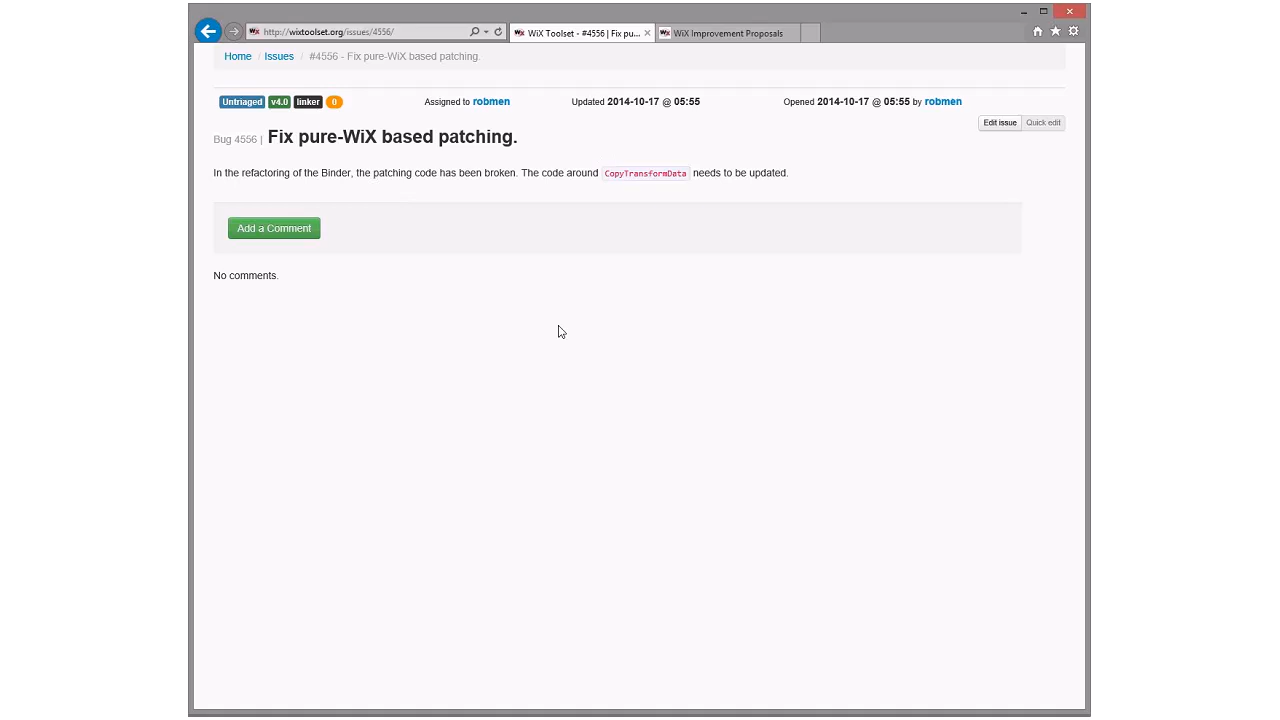 http://wixtoolset.org/issues/4556/
WiX Toolset - #4556 | Fix pu...
WiX Improvement Proposals
Home / Issues / #4556 - Fix pure-WiX based patching.
Untriaged v4.0 linker 0 Assigned to robmen Updated 2014-10-17 @ 05:55 Opened 2014-10-17 @ 05:55 by robmen
Edit issue Quick edit
Bug 4556 | Fix pure-WiX based patching.
In the refactoring of the Binder, the patching code has been broken. The code around CopyTransformData needs to be updated.
Add a Comment
No comments.